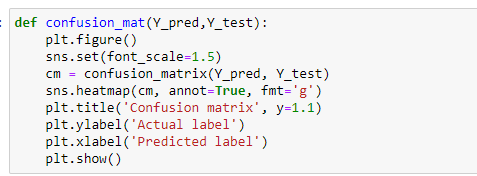 : def confusion_mat(Y_pred,Y_test):
    plt.figure()
    sns.set(font_scale=1.5)
    cm = confusion_matrix(Y_pred, Y_test)
    sns.heatmap(cm, annot=True, fmt='g')
    plt.title('Confusion matrix', y=1.1)
    plt.ylabel('Actual label')
    plt.xlabel('Predicted label')
    plt.show()